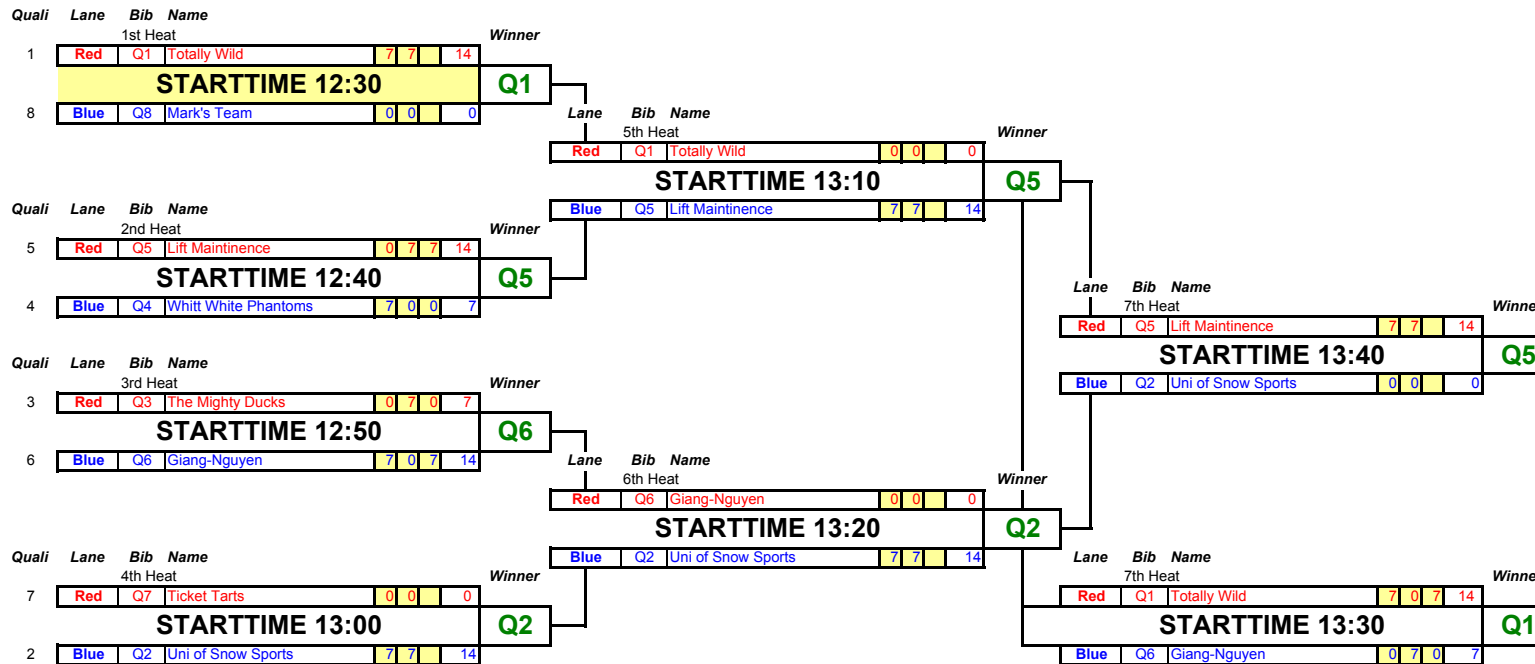 Quali Lane Bib Name
1st Heat Winner
1 Red Q1 Totally Wild 7 7 14
STARTTIME 12:30 Q1
8 Blue Q8 Mark's Team 0 0 0
Lane Bib Name
5th Heat Winner
Red Q1 Totally Wild 0 0 0
STARTTIME 13:10 Q5
Blue Q5 Lift Maintinence 7 7 14
Quali Lane Bib Name
2nd Heat Winner
5 Red Q5 Lift Maintinence 0 7 7 14
STARTTIME 12:40 Q5
4 Blue Q4 Whitt White Phantoms 7 0 0 7
Lane Bib Name
7th Heat Winne
Red Q5 Lift Maintinence 7 7 14
STARTTIME 13:40 Q5
Blue Q2 Uni of Snow Sports 0 0 0
Quali Lane Bib Name
3rd Heat Winner
3 Red Q3 The Mighty Ducks 0 7 0 7
STARTTIME 12:50 Q6
6 Blue Q6 Giang-Nguyen 7 0 7 14
Lane Bib Name
6th Heat Winner
Red Q6 Giang-Nguyen 0 0 0
STARTTIME 13:20 Q2
Blue Q2 Uni of Snow Sports 7 7 14
Quali Lane Bib Name
4th Heat Winner
7 Red Q7 Ticket Tarts 0 0 0
STARTTIME 13:00 Q2
2 Blue Q2 Uni of Snow Sports 7 7 14
Lane Bib Name
7th Heat Winne
Red Q1 Totally Wild 7 0 7 14
STARTTIME 13:30 Q1
Blue Q6 Giang-Nguyen 0 7 0 7